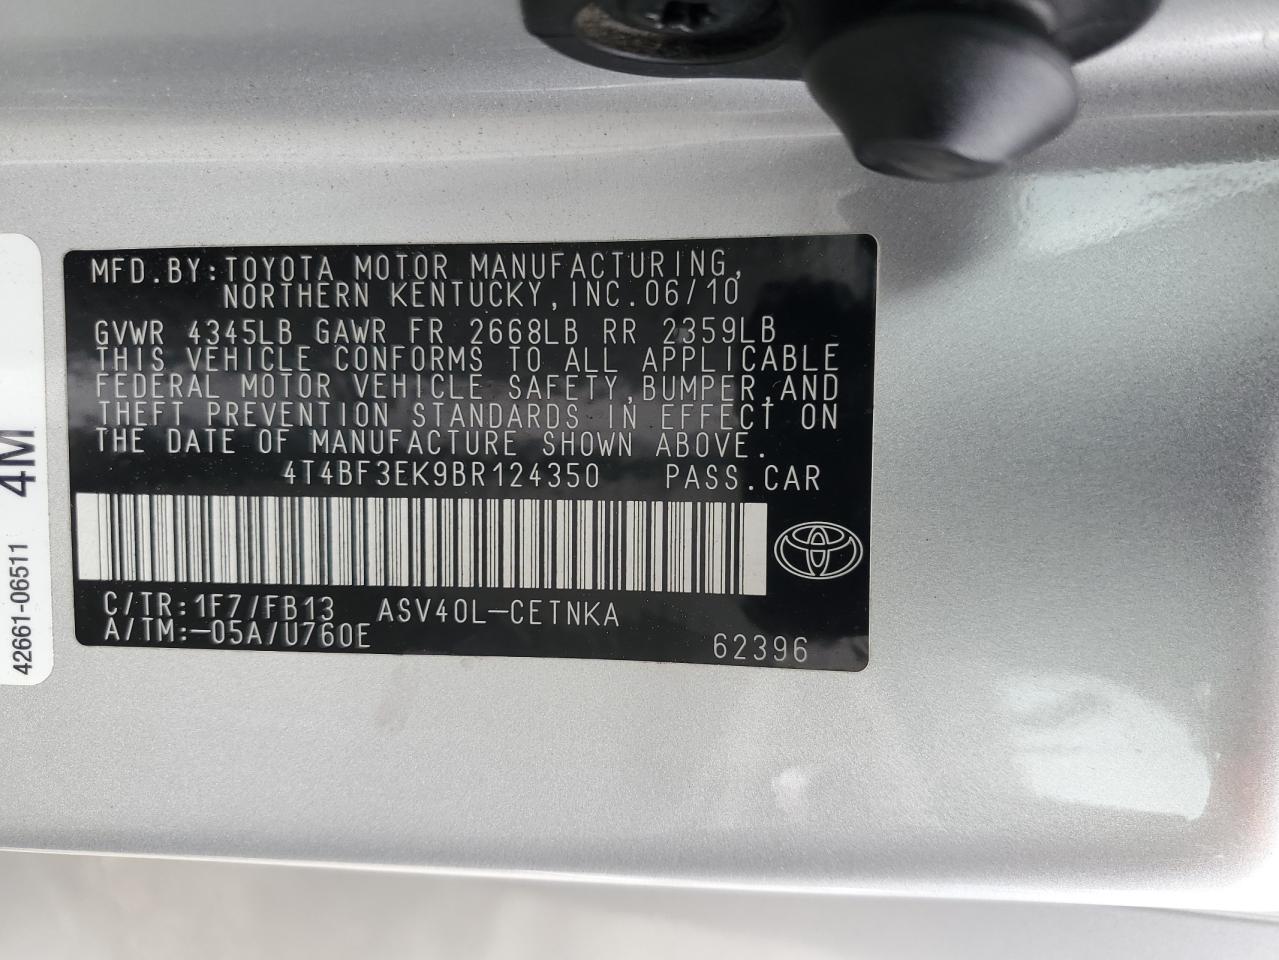 MFD.BY:TOYOTA MOTOR MANUFACTURING,
NORTHERN KENTUCKY,INC.06/10
GVWR 4345LB GAWR FR 2668LB RR 2359LB
THIS VEHICLE CONFORMS TO ALL APPLICABLE
FEDERAL MOTOR VEHICLE SAFETY,BUMPER,AND
THEFT PREVENTION STANDARDS IN EFFECT ON
THE DATE OF MANUFACTURE SHOWN ABOVE.
4T4BF3EK9BR124350 PASS.CAR
C/TR:1F7/FB13 ASV40L-CETNKA
A/TM:-05A/U760E
62396
42661-06511
4M